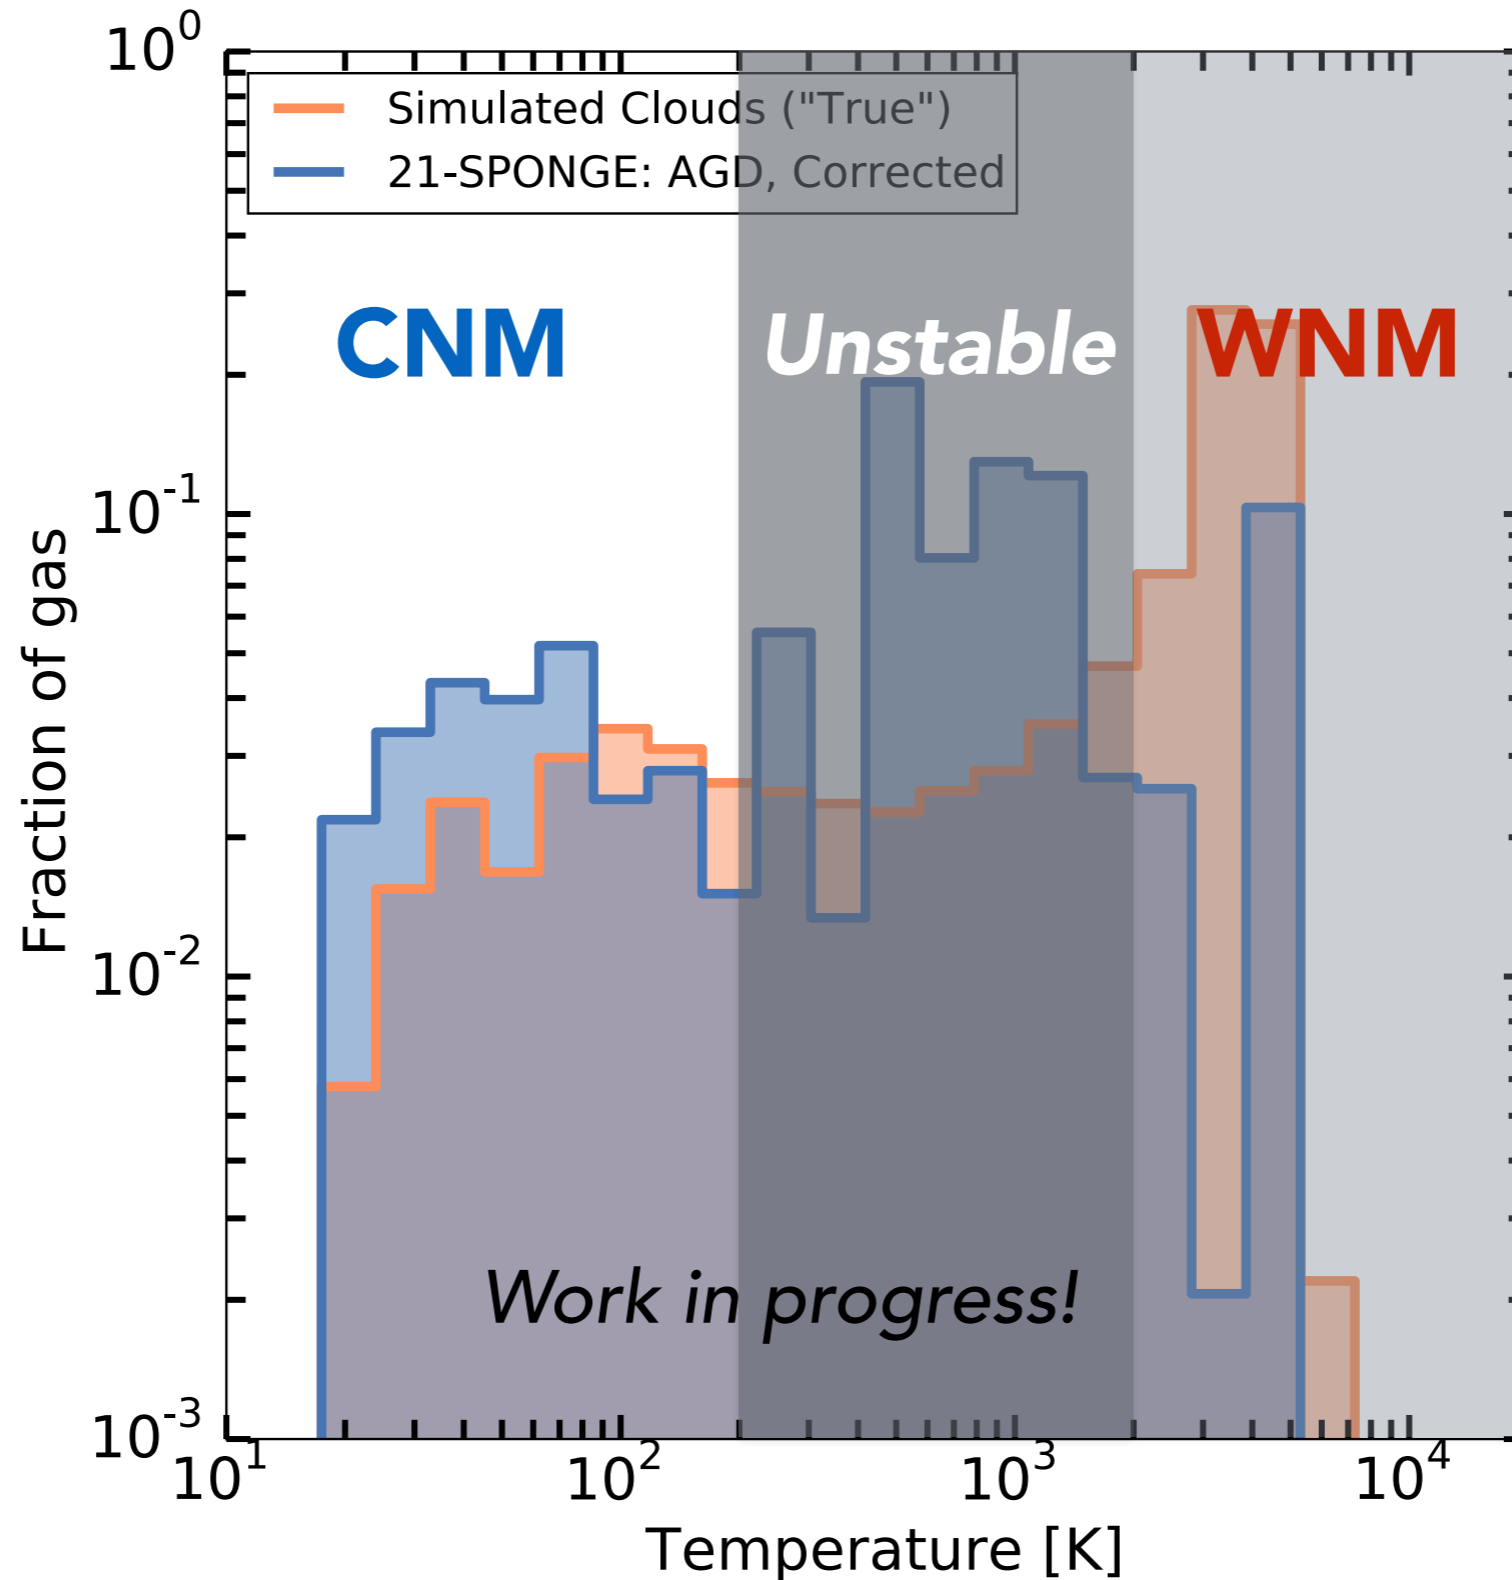 10^0
Simulated Clouds ("True")
21-SPONGE: AGD, Corrected
CNM
Unstable
WNM
10^-1
Fraction of gas
10^-2
Work in progress!
10^-3
10^1
10^2
10^3
10^4
Temperature [K]